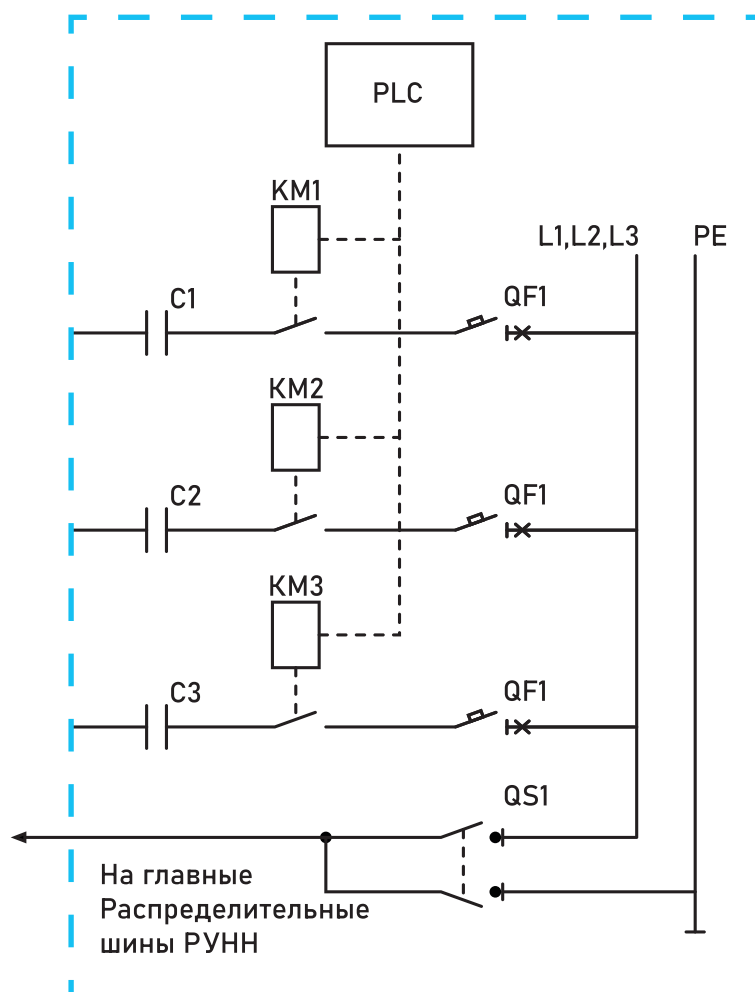 PLC
KM1
L1,L2,L3
PE
C1
QF1
KM2
C2
QF1
KM3
C3
QF1
QS1
На главные
Распределительные
шины РУНН